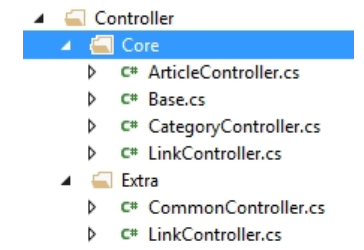 Controller
Core
C# ArticleController.cs
C# Base.cs
C# CategoryController.cs
C# LinkController.cs
Extra
C# CommonController.cs
C# LinkController.cs